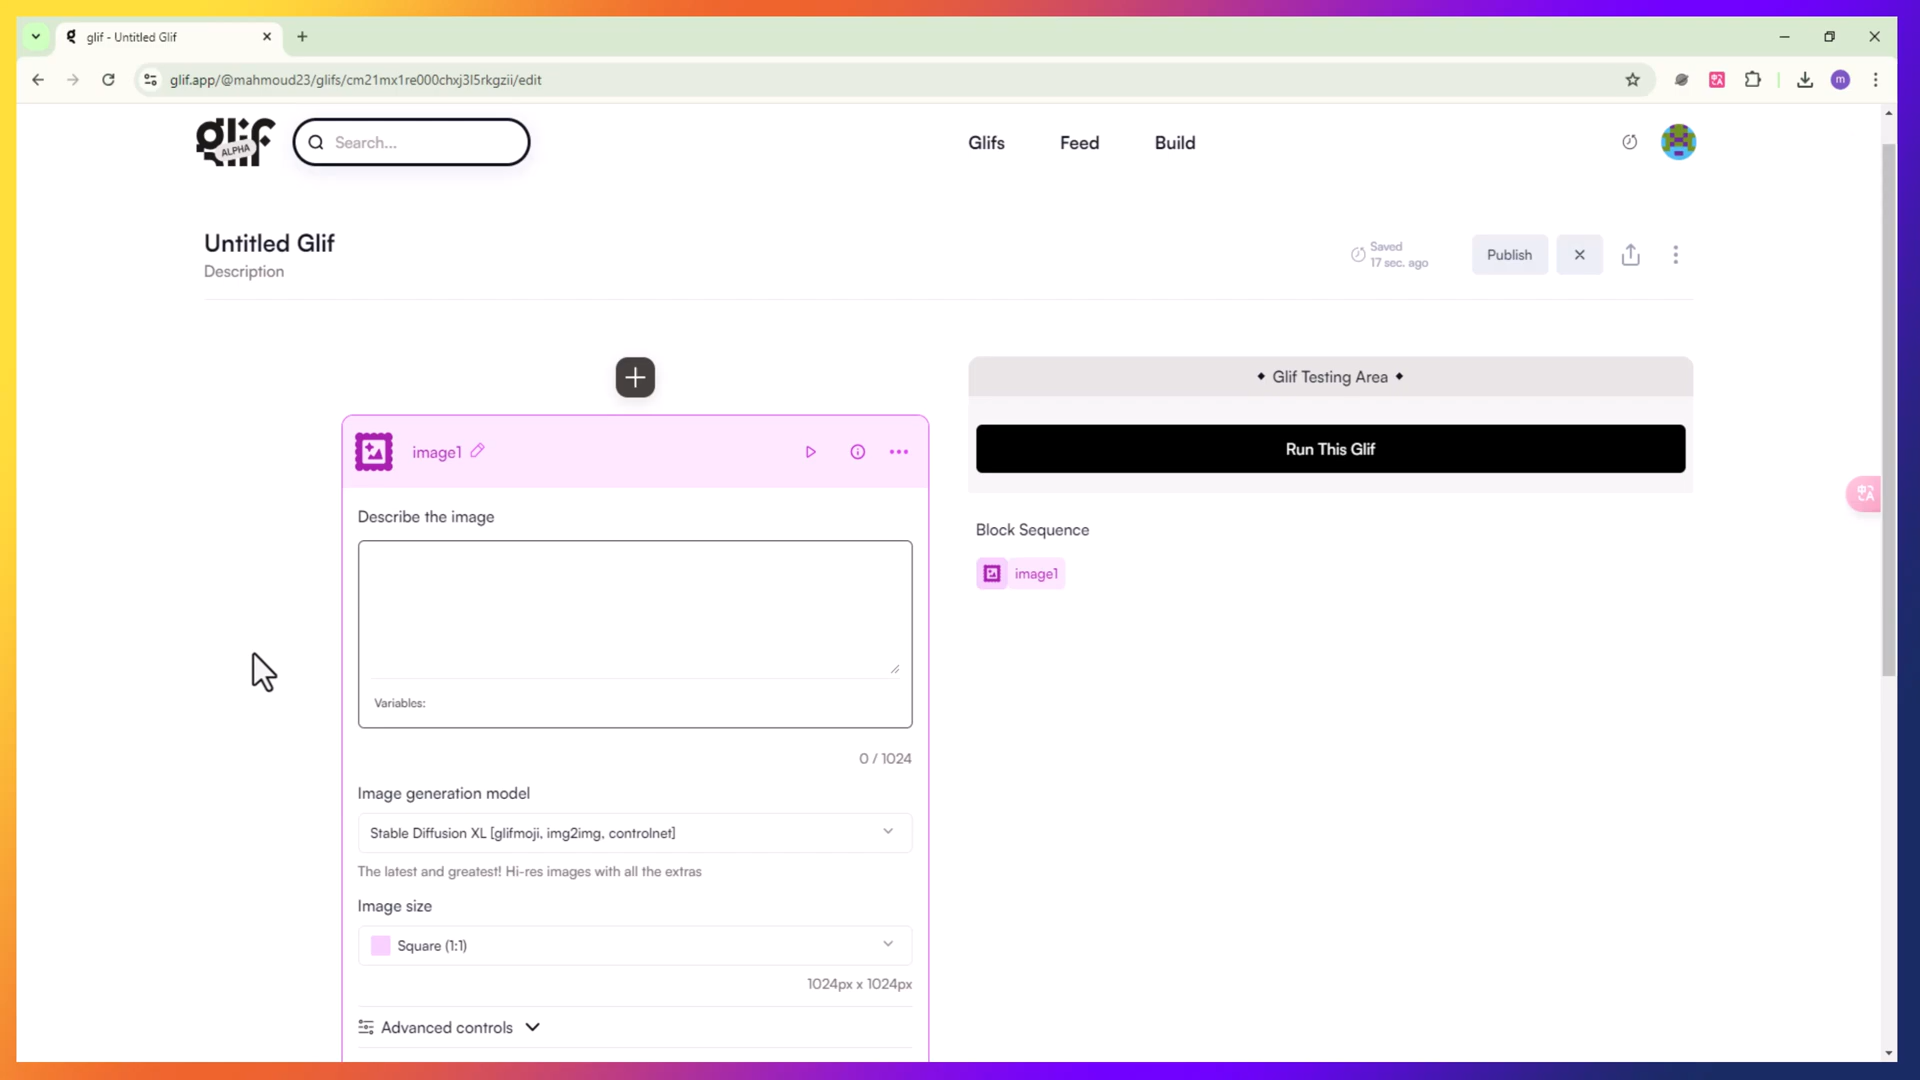 glif - Untitled Glif
glif.app/@mahmoud23/glifs/cm21mx1re000chxj3l5rkgzii/edit
m
glif
ALPHA
Search...
Glifs
Feed
Build
Untitled Glif
Description
Saved
17 sec. ago
Publish
Glif Testing Area
image1
Run This Glif
Describe the image
Block Sequence
image1
Variables:
0 / 1024
Image generation model
Stable Diffusion XL [glifmoji, img2img, controlnet]
The latest and greatest! Hi-res images with all the extras
Image size
Square (1:1)
1024px x 1024px
Advanced controls